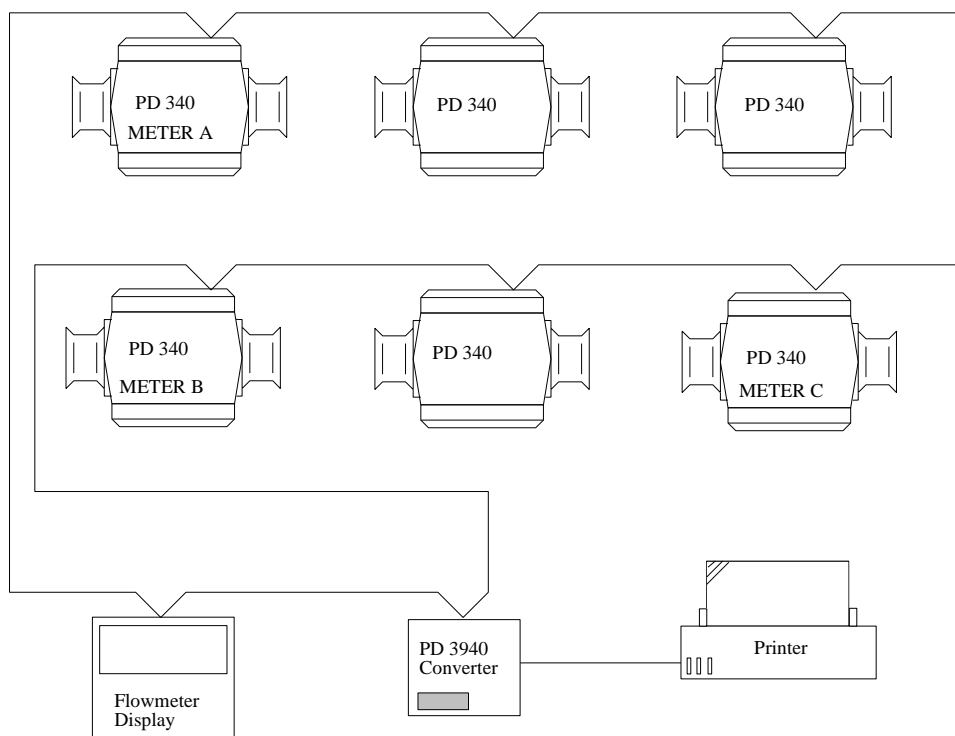 PD 340
METER A
PD 340
PD 340
PD 340
METER B
PD 340
PD 340
METER C
PD 3940
Converter
Printer
Flowmeter
Display